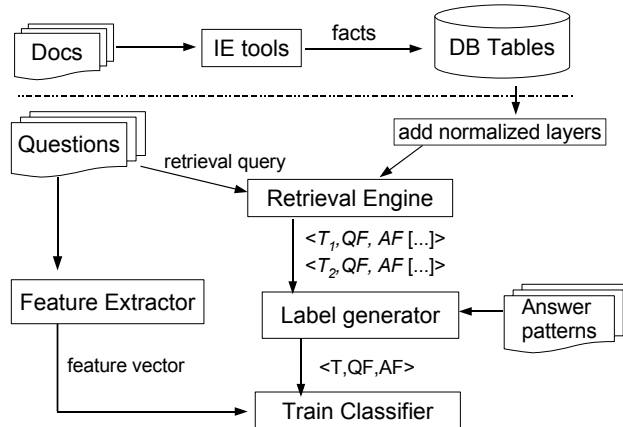 Docs
IE tools
facts
DB Tables
add normalized layers
Questions
retrieval query
Retrieval Engine
<T1,QF, AF [...]>
<T2,QF, AF [...]>
Feature Extractor
Label generator
Answer
patterns
feature vector
<T,QF,AF>
Train Classifier